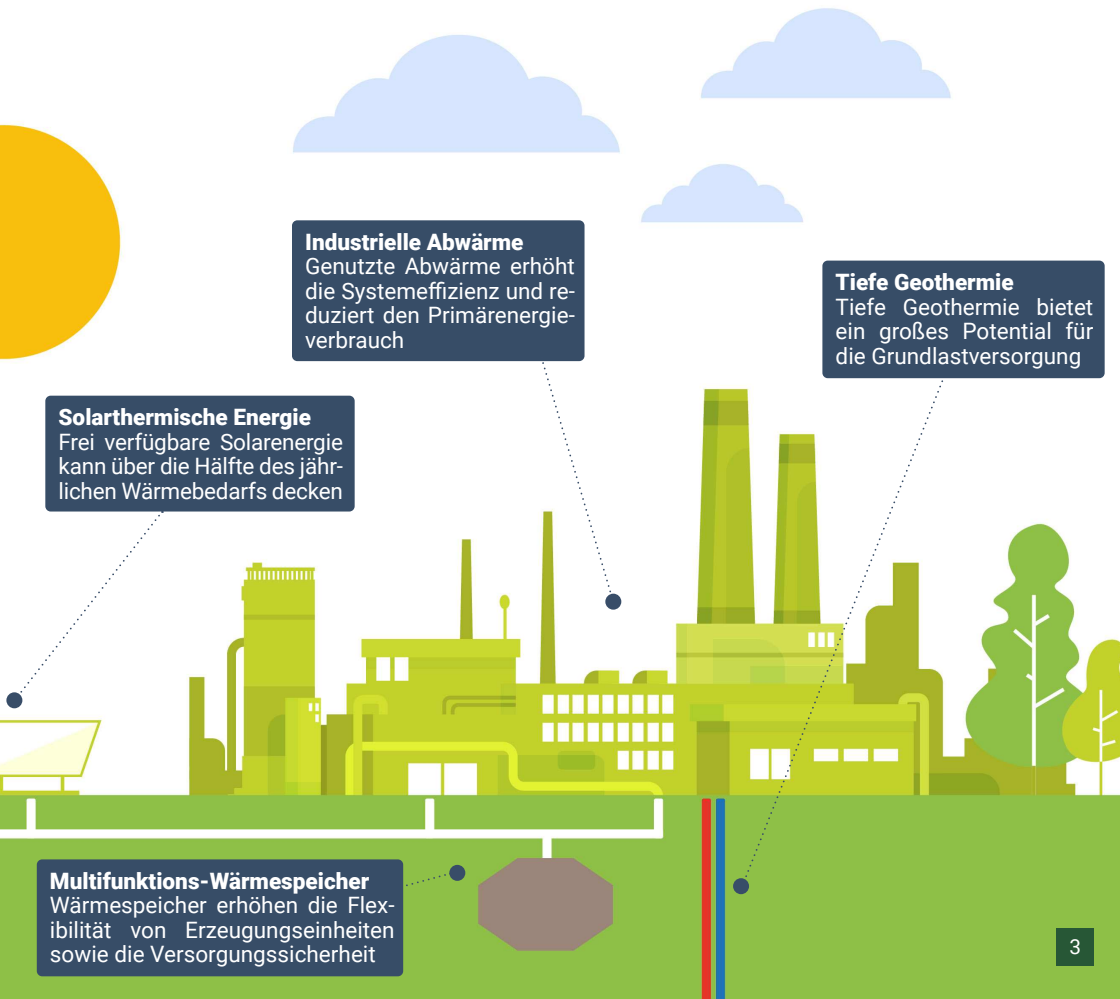 Industrielle Abwärme
Genutzte Abwärme erhöht
die Systemeffizienz und re-
duziert den Primärenergie-
verbrauch
Tiefe Geothermie
Tiefe Geothermie bietet
ein großes Potential für
die Grundlastversorgung
Solarthermische Energie
Frei verfügbare Solarenergie
kann über die Hälfte des jähr-
lichen Wärmebedarfs decken
Multifunktions-Wärmespeicher
Wärmespeicher erhöhen die Flex-
ibilität von Erzeugungseinheiten
sowie die Versorgungssicherheit
3